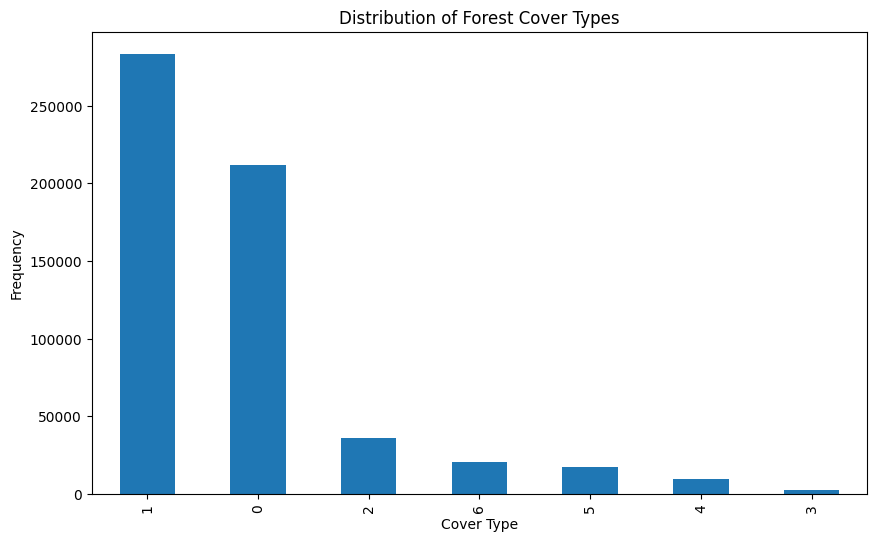 Distribution of Forest Cover Types
Frequency
250000
200000
150000
100000
50000
0
1 0 2 6 5 4 3
Cover Type